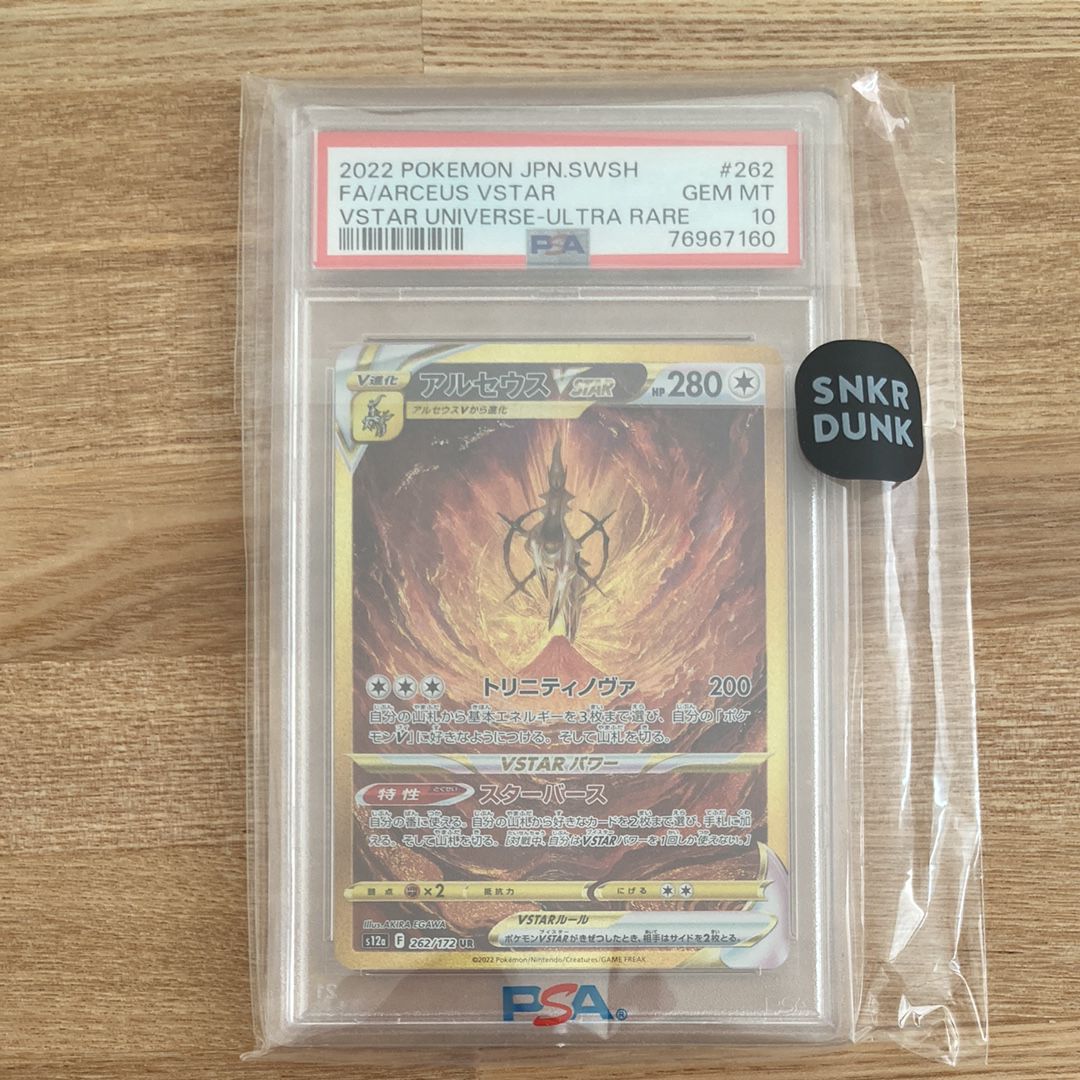 2022 POKEMON JPN.SWSH #262
FA/ARCEUS VSTAR GEM MT
VSTAR UNIVERSE-ULTRA RARE 10
PSA 76967160
V進化 アルセウス VSTAR HP 280
アルセウスVから進化
SNKR
DUNK
トリニティノヴァ 200
自分の山札から基本エネルギーを3枚まで選び、自分の「ポケ
モンV」に好きなようにつける。そして山札を切る。
VSTARパワー
特性 とくせい スターバース
自分の番に使える。自分の山札から好きなカードを2枚まで選び、手札に加
える。そして山札を切る。[対戦中、自分はVSTARパワーを1回しか使えない。]
弱点 ×2 抵抗力 にげる
Illus. AKIRA EGAWA
VSTARルール
ポケモンVSTARがきぜつしたとき、相手はサイドを2枚とる。
s12a F 262/172 UR
©2022 Pokémon/Nintendo/Creatures/GAME FREAK
PSA®